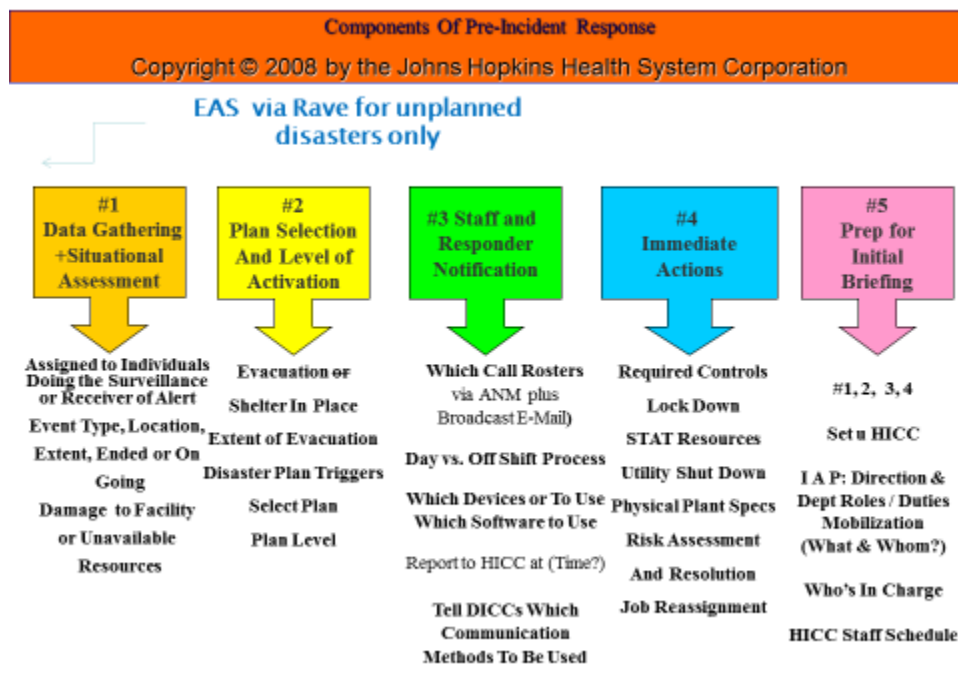 Components Of Pre-Incident Response
Copyright © 2008 by the Johns Hopkins Health System Corporation
EAS via Rave for unplanned
disasters only
#1
Data Gathering
+Situational
Assessment
Assigned to Individuals
Doing the Surveillance
or Receiver of Alert
Event Type, Location,
Extent, Ended or On
Going
Damage to Facility
or Unavailable
Resources
#2
Plan Selection
And Level of
Activation
Evacuation or
Shelter In Place
Extent of Evacuation
Disaster Plan Triggers
Select Plan
Plan Level
#3 Staff and
Responder
Notification
Which Call Rosters
via ANM plus
Broadcast E-Mail)
Day vs. Off Shift Process
Which Devices or To Use
Which Software to Use
Report to HICC at (Time?)
Tell DICCs Which
Communication
Methods To Be Used
#4
Immediate
Actions
Required Controls
Lock Down
STAT Resources
Utility Shut Down
Physical Plant Specs
Risk Assessment
And Resolution
Job Reassignment
#5
Prep for
Initial
Briefing
#1, 2, 3, 4
Set u HICC
I A P: Direction &
Dept Roles / Duties
Mobilization
(What & Whom?)
Who's In Charge
HICC Staff Schedule